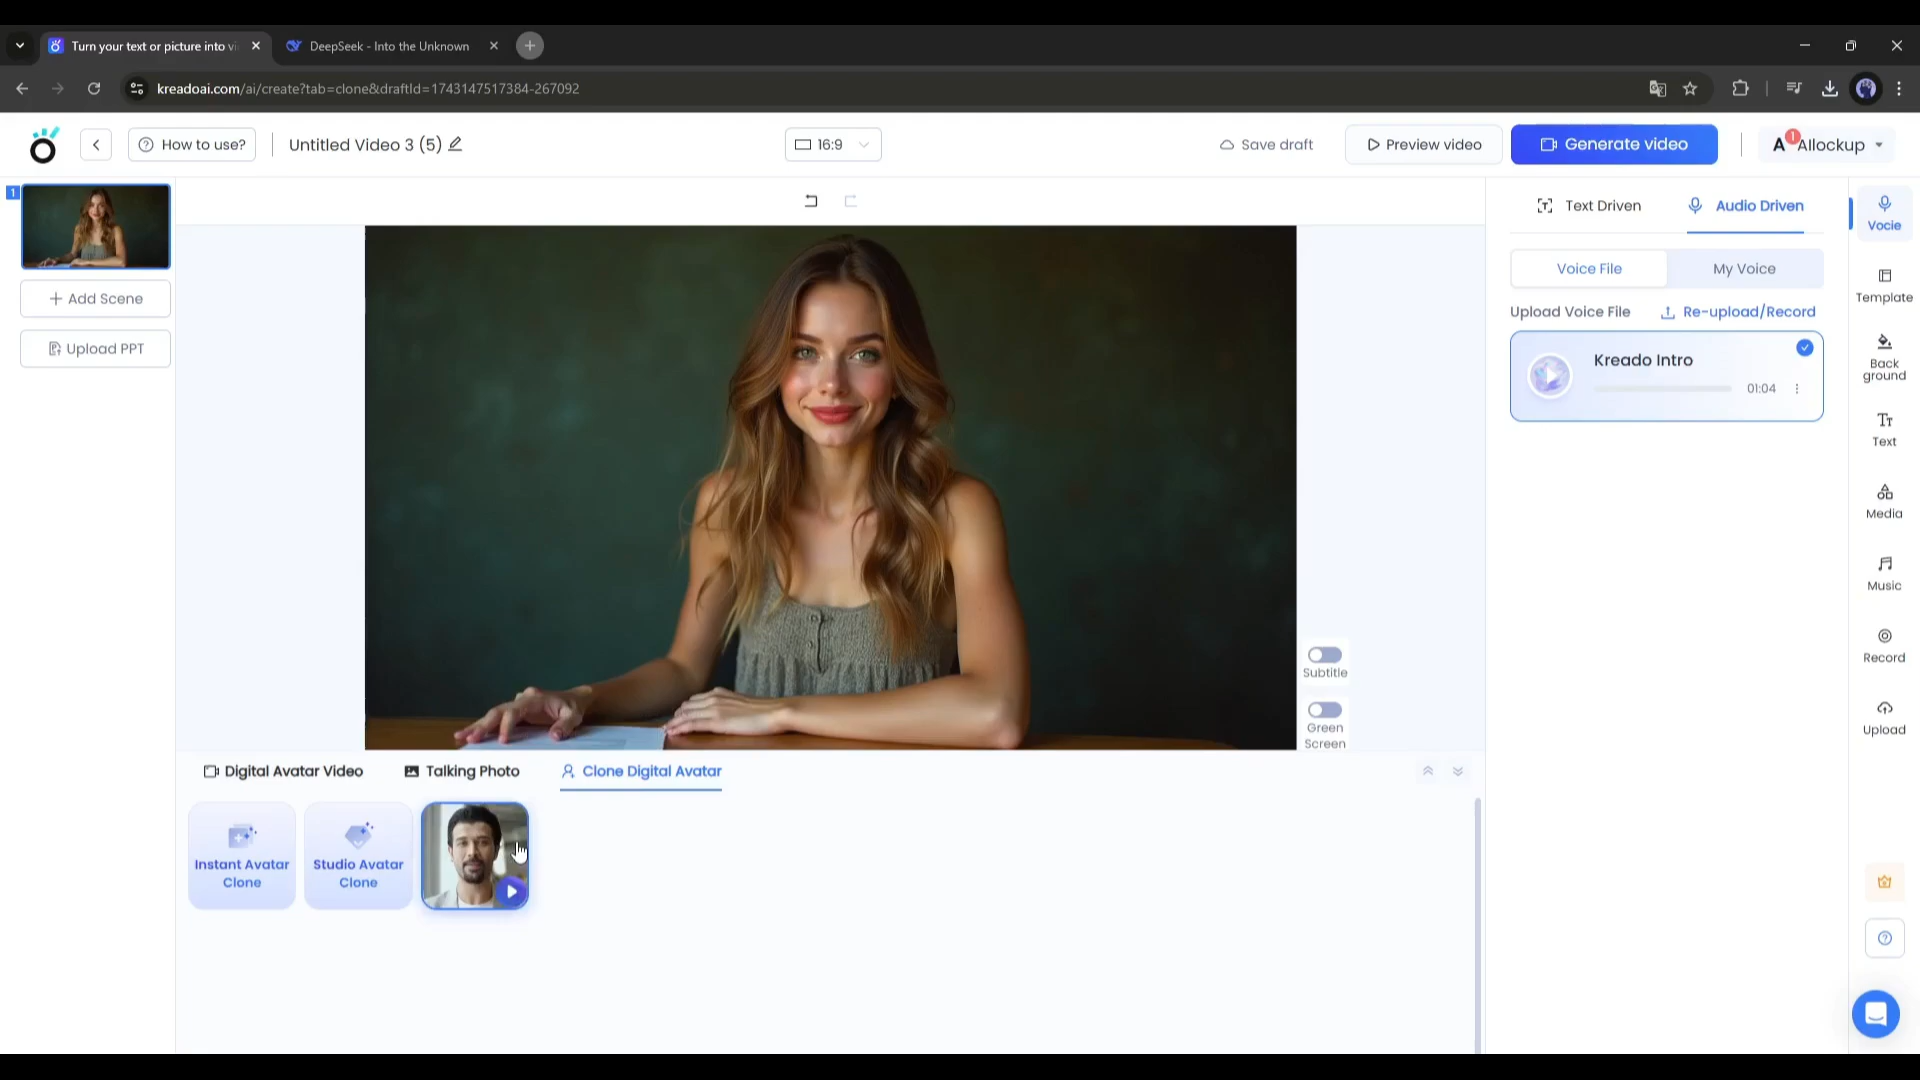 Turn your text or picture into vi
DeepSeek - Into the Unknown
kreadoai.com/ai/create?tab=clone&draftId=1743147517384-267092
How to use?
Untitled Video 3 (5)
16:9
Save draft
Preview video
Generate video
A
1
Allockup
1
Add Scene
Upload PPT
Text Driven
Audio Driven
Voice File
My Voice
Upload Voice File
Re-upload/Record
Kreado Intro
01:04
Vocie
Template
Back
ground
Text
Media
Music
Record
Upload
Subtitle
Green
Screen
Digital Avatar Video
Talking Photo
Clone Digital Avatar
Instant Avatar
Clone
Studio Avatar
Clone